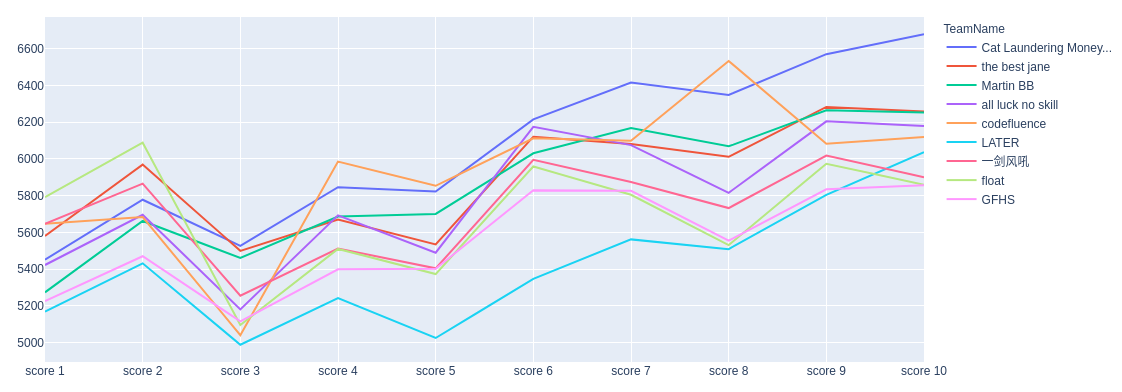 TeamName
Cat Laundering Money...
the best jane
Martin BB
all luck no skill
codefluence
LATER
一剑风吼
float
GFHS
6600
6400
6200
6000
5800
5600
5400
5200
5000
score 1 score 2 score 3 score 4 score 5 score 6 score 7 score 8 score 9 score 10